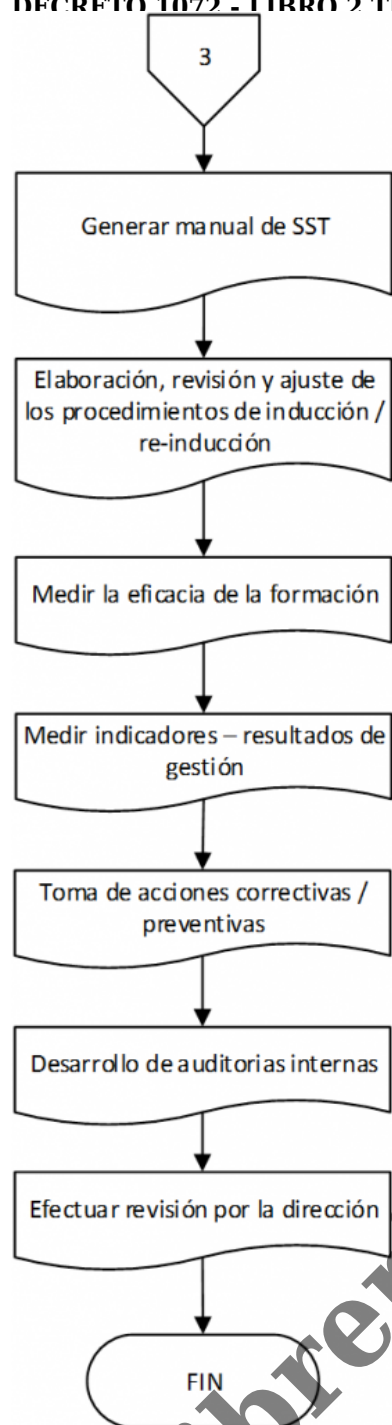 DECRETO 1072 - LIBRO 2
3
Generar manual de SST
Elaboración, revisión y ajuste de
los procedimientos de inducción /
re-inducción
Medir la eficacia de la formación
Medir indicadores – resultados de
gestión
Toma de acciones correctivas /
preventivas
Desarrollo de auditorias internas
Efectuar revisión por la dirección
FIN